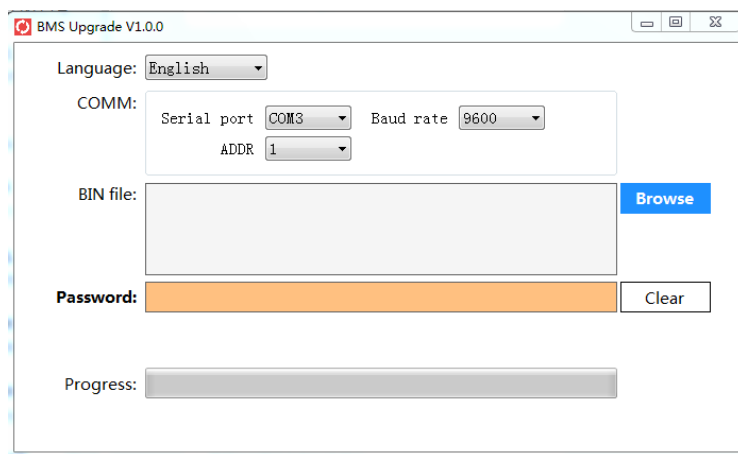 BMS Upgrade V1.0.0
Language: English
COMM:
Serial port COM3 Baud rate 9600
ADDR 1
BIN file: Browse
Password: Clear
Progress: